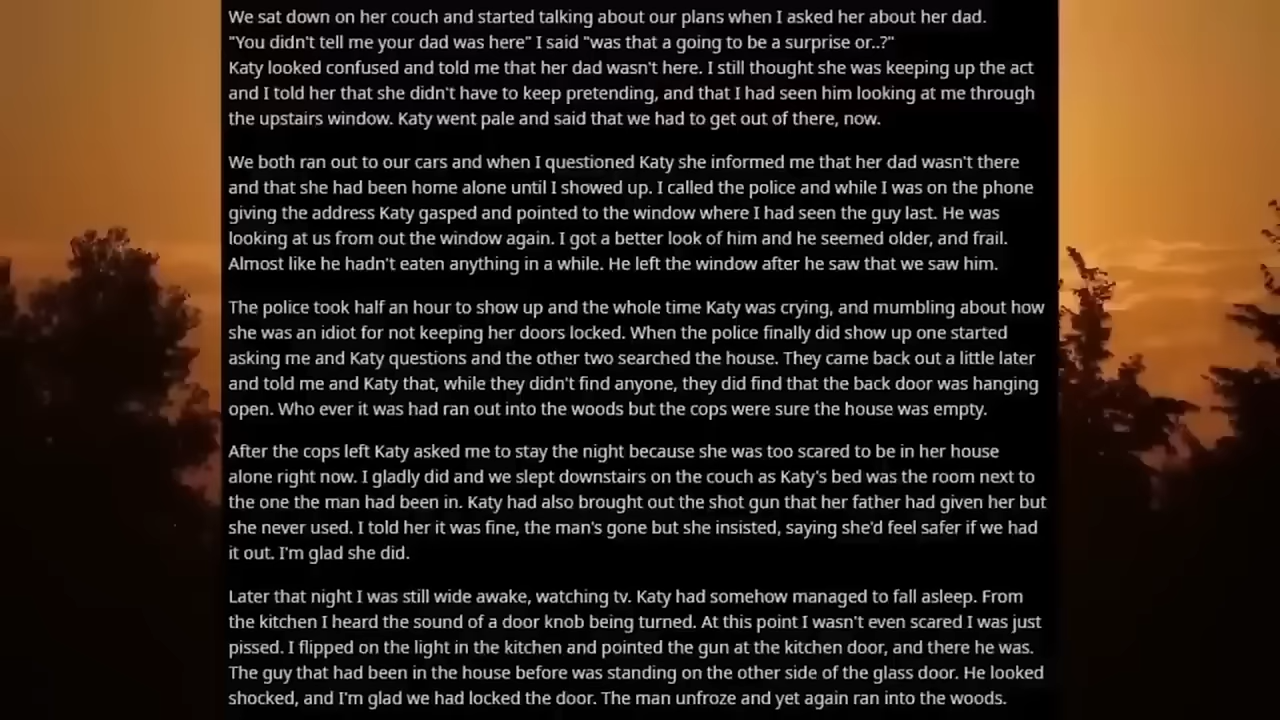 We sat down on her couch and started talking about our plans when I asked her about her dad.
"You didn't tell me your dad was here" I said "was that a going to be a surprise or..?"
Katy looked confused and told me that her dad wasn't here. I still thought she was keeping up the act
and I told her that she didn't have to keep pretending, and that I had seen him looking at me through
the upstairs window. Katy went pale and said that we had to get out of there, now.
We both ran out to our cars and when I questioned Katy she informed me that her dad wasn't there
and that she had been home alone until I showed up. I called the police and while I was on the phone
giving the address Katy gasped and pointed to the window where I had seen the guy last. He was
looking at us from out the window again. I got a better look of him and he seemed older, and frail.
Almost like he hadn't eaten anything in a while. He left the window after he saw that we saw him.
The police took half an hour to show up and the whole time Katy was crying, and mumbling about how
she was an idiot for not keeping her doors locked. When the police finally did show up one started
asking me and Katy questions and the other two searched the house. They came back out a little later
and told me and Katy that, while they didn't find anyone, they did find that the back door was hanging
open. Who ever it was had ran out into the woods but the cops were sure the house was empty.
After the cops left Katy asked me to stay the night because she was too scared to be in her house
alone right now. I gladly did and we slept downstairs on the couch as Katy's bed was the room next to
the one the man had been in. Katy had also brought out the shot gun that her father had given her but
she never used. I told her it was fine, the man's gone but she insisted, saying she'd feel safer if we had
it out. I'm glad she did.
Later that night I was still wide awake, watching tv. Katy had somehow managed to fall asleep. From
the kitchen I heard the sound of a door knob being turned. At this point I wasn't even scared I was just
pissed. I flipped on the light in the kitchen and pointed the gun at the kitchen door, and there he was.
The guy that had been in the house before was standing on the other side of the glass door. He looked
shocked, and I'm glad we had locked the door. The man unfroze and yet again ran into the woods.